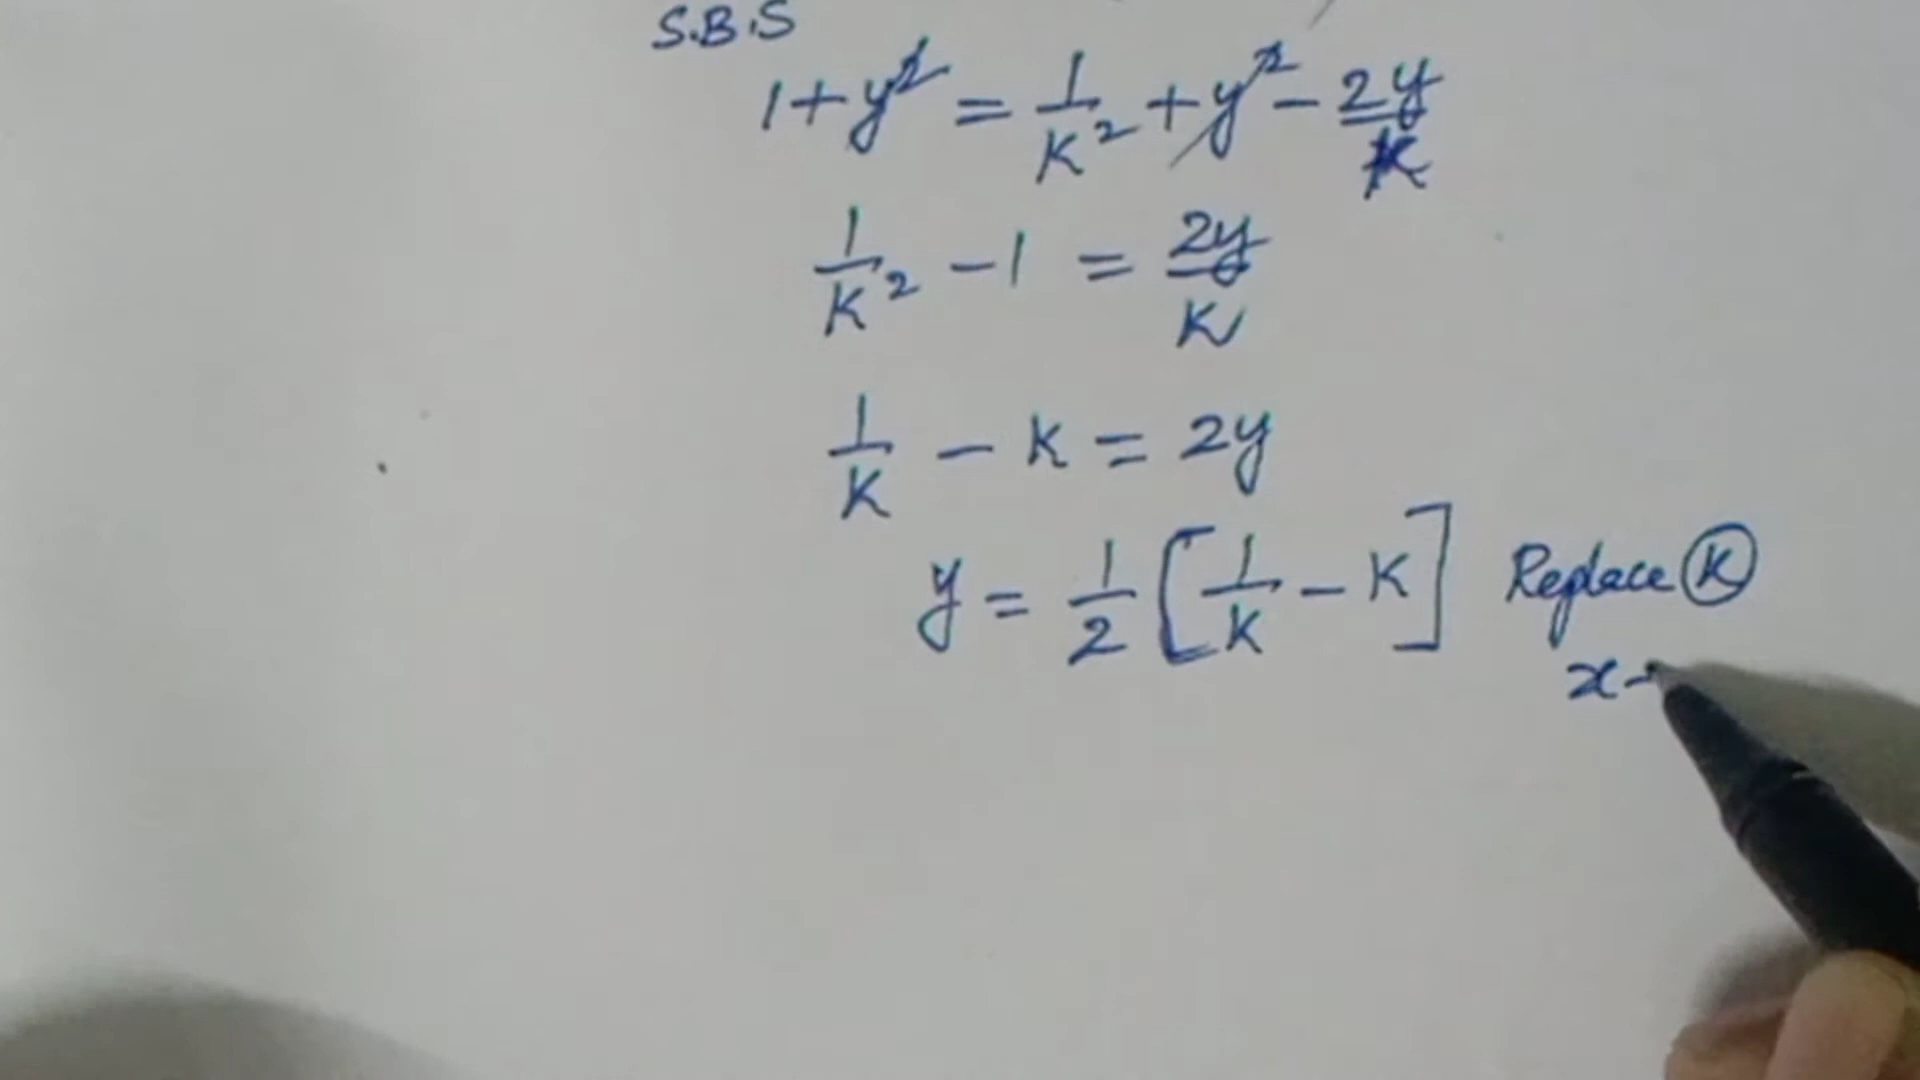 S.B.S
1 + y² = 1/K² + y² - 2y/K
1/K² - 1 = 2y/K
1/K - K = 2y
y = 1/2 [1/K - K] Replace K
x -